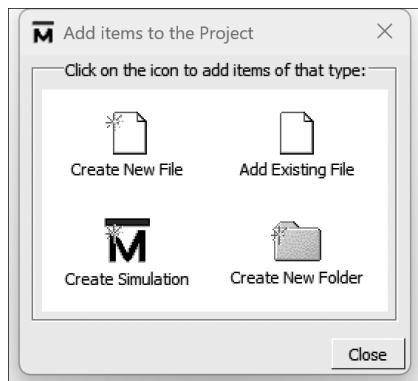 Add items to the Project
Click on the icon to add items of that type:
Create New File
Add Existing File
Create Simulation
Create New Folder
Close